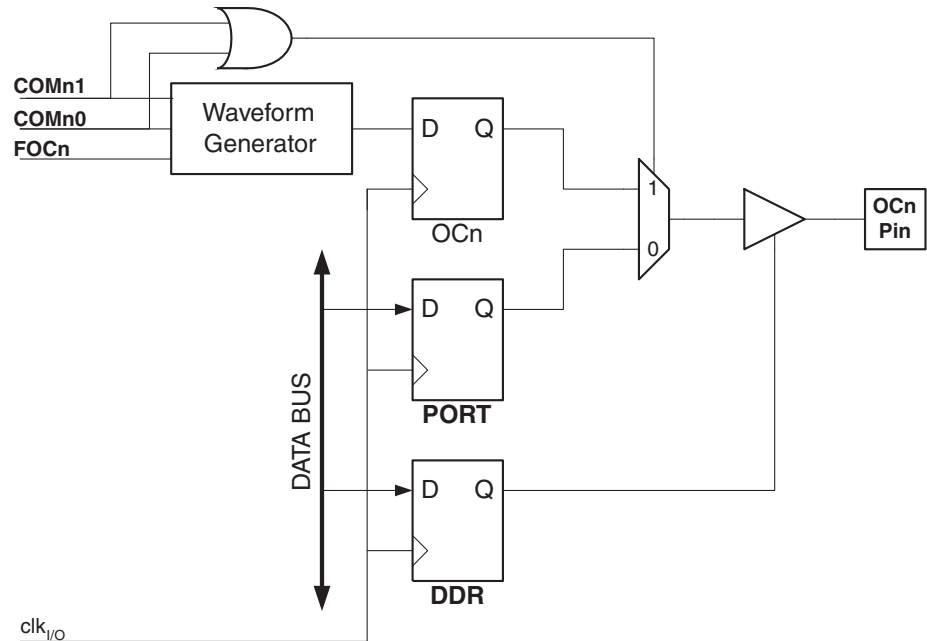 COMn1
COMn0
FOCn
Waveform
Generator
D Q
OCn
1
0
OCn
Pin
D Q
PORT
DATA BUS
D Q
DDR
clkI/O